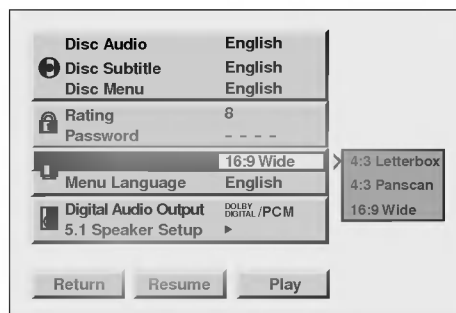 Disc Audio English
Disc Subtitle English
Disc Menu English
Rating 8
Password - - - -
16:9 Wide
Menu Language English
Digital Audio Output DOLBY DIGITAL /PCM
5.1 Speaker Setup
4:3 Letterbox
4:3 Panscan
16:9 Wide
Return Resume Play